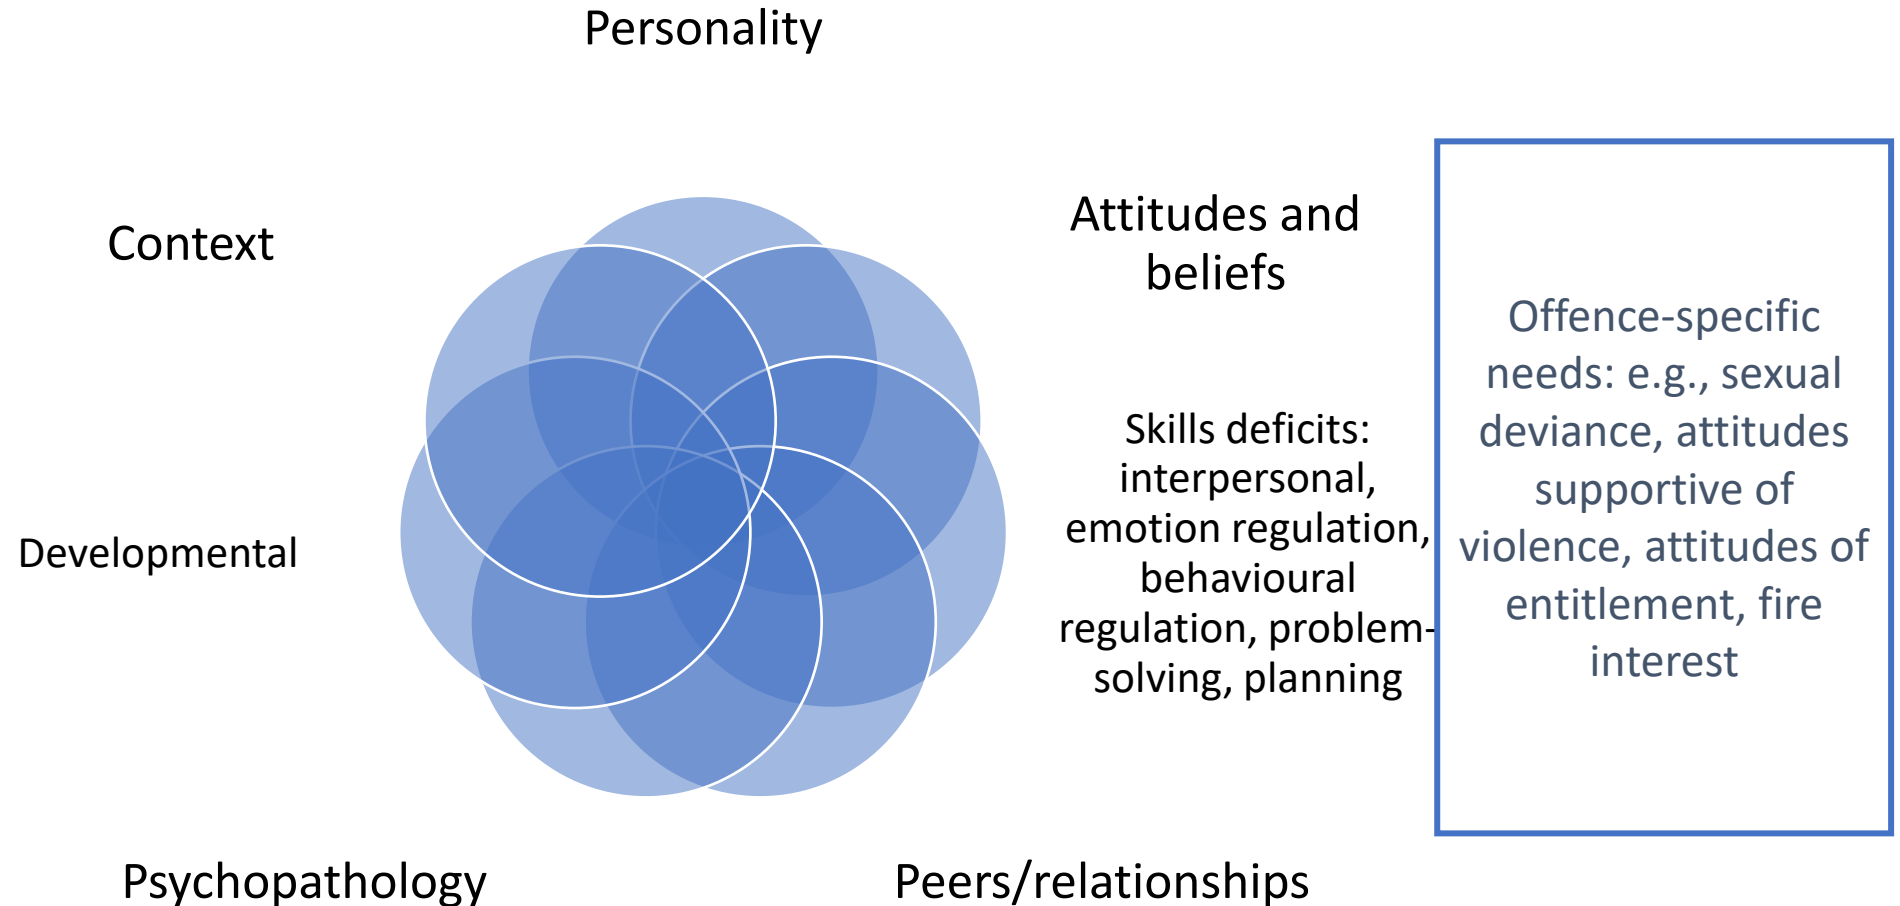 Personality
Context
Attitudes and
beliefs
Developmental
Skills deficits:
interpersonal,
emotion regulation,
behavioural
regulation, problem-
solving, planning
Offence-specific
needs: e.g., sexual
deviance, attitudes
supportive of
violence, attitudes of
entitlement, fire
interest
Psychopathology
Peers/relationships